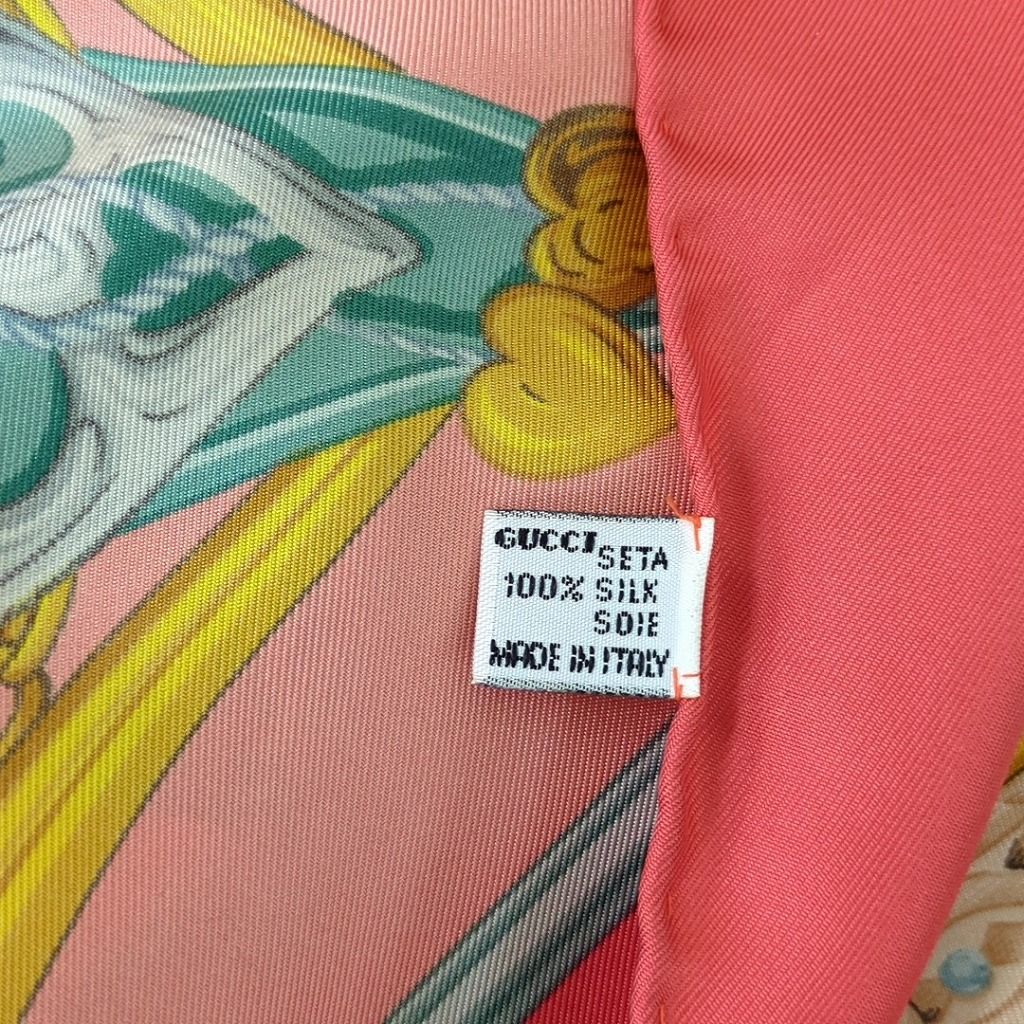 GUCCI SETA
100% SILK
SOIE
MADE IN ITALY